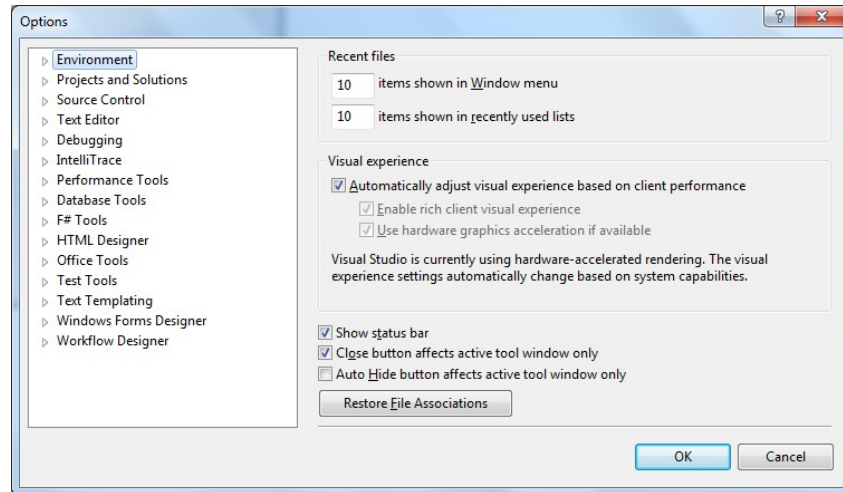 Options
Environment
Projects and Solutions
Source Control
Text Editor
Debugging
IntelliTrace
Performance Tools
Database Tools
F# Tools
HTML Designer
Office Tools
Test Tools
Text Templating
Windows Forms Designer
Workflow Designer
Recent files
10 items shown in Window menu
10 items shown in recently used lists
Visual experience
Automatically adjust visual experience based on client performance
Enable rich client visual experience
Use hardware graphics acceleration if available
Visual Studio is currently using hardware-accelerated rendering. The visual
experience settings automatically change based on system capabilities.
Show status bar
Close button affects active tool window only
Auto Hide button affects active tool window only
Restore File Associations
OK Cancel